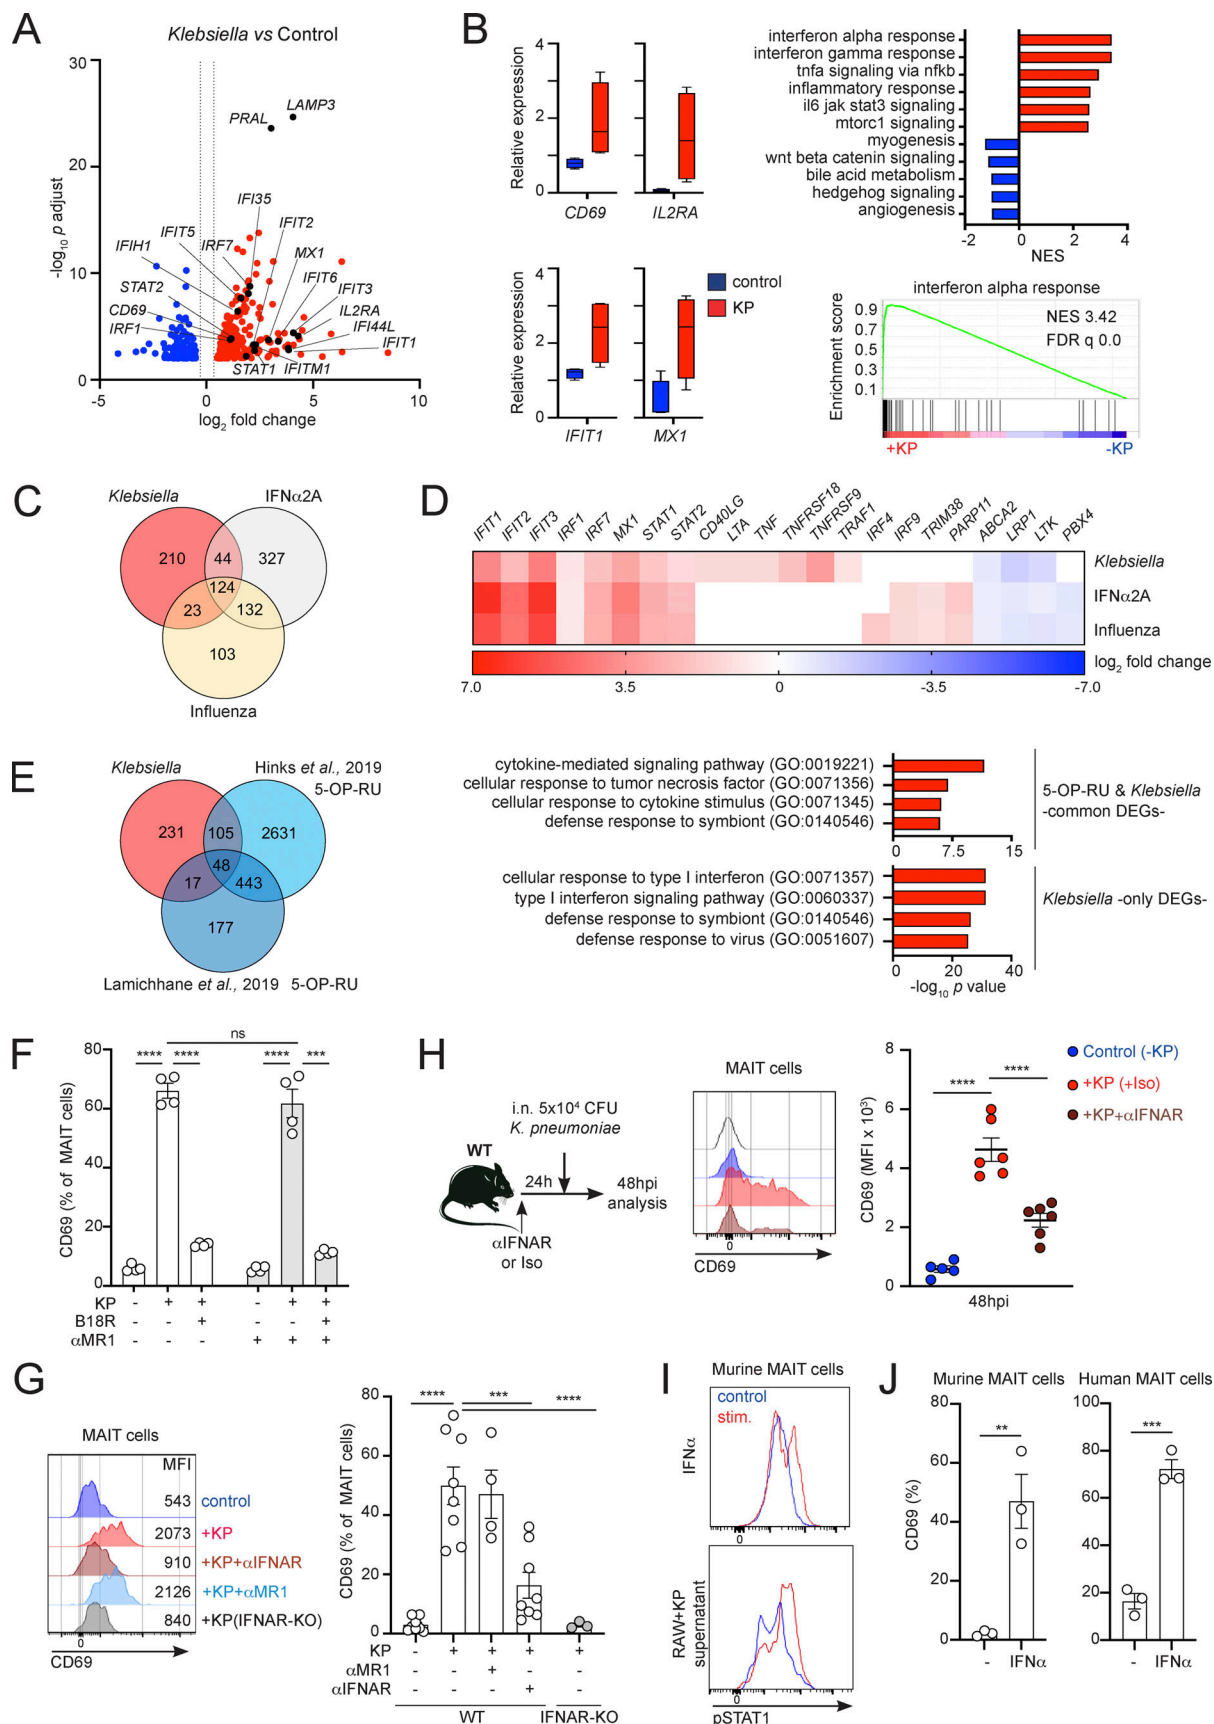 A
Klebsiella vs Control
30
20
10
0
-log10 p adjust
-5
0
5
10
log2 fold change
LAMP3
PRAL
IFI35
IFIT5
IFIT2
IFIH1
IRF7
MX1
STAT2
IFIT6
IFIT3
CD69
IL2RA
IRF1
IFI44L
IFIT1
STAT1
IFITM1
B
Relative expression
4
2
0
CD69
IL2RA
Relative expression
4
2
0
IFIT1
MX1
control
KP
interferon alpha response
interferon gamma response
tnfa signaling via nfkb
inflammatory response
il6 jak stat3 signaling
mtorc1 signaling
myogenesis
wnt beta catenin signaling
bile acid metabolism
hedgehog signaling
angiogenesis
-2
0
2
4
NES
interferon alpha response
Enrichment score
0.9
0.7
0.5
0.3
0.1
NES 3.42
FDR q 0.0
+KP
-KP
C
Klebsiella
IFNα2A
210
44
327
124
23
132
103
Influenza
D
IFIT1
IFIT2
IFIT3
IRF1
IRF7
MX1
STAT1
STAT2
CD40LG
LTA
TNF
TNFRSF18
TNFRSF9
TRAF1
IRF4
IRF9
TRIM38
PARP11
ABCA2
LRP1
LTK
PBX4
Klebsiella
IFNα2A
Influenza
log2 fold change
7.0
3.5
0
-3.5
-7.0
E
Klebsiella
Hinks et al., 2019
5-OP-RU
231
105
2631
48
17
443
177
Lamichhane et al., 2019 5-OP-RU
cytokine-mediated signaling pathway (GO:0019221)
cellular response to tumor necrosis factor (GO:0071356)
cellular response to cytokine stimulus (GO:0071345)
defense response to symbiont (GO:0140546)
0
7.5
15
5-OP-RU & Klebsiella
-common DEGs-
cellular response to type I interferon (GO:0071357)
type I interferon signaling pathway (GO:0060337)
defense response to symbiont (GO:0140546)
defense response to virus (GO:0051607)
0
20
40
-log10 p value
Klebsiella -only DEGs-
F
CD69 (% of MAIT cells)
80
60
40
20
0
ns
**** **** **** ***
KP - + + - + +
B18R - - + - - +
αMR1 - - - + + +
H
i.n. 5x10⁴ CFU
K. pneumoniae
WT
24h
48hpi
analysis
αIFNAR
or Iso
MAIT cells
0
CD69
CD69 (MFI x 10³)
8
6
4
2
0
**** ****
48hpi
Control (-KP)
+KP (+Iso)
+KP+αIFNAR
G
MAIT cells
MFI
543 control
2073 +KP
910 +KP+αIFNAR
2126 +KP+αMR1
840 +KP(IFNAR-KO)
0
CD69
CD69 (% of MAIT cells)
80
60
40
20
0
**** *** ****
KP - + + + +
αMR1 - - +
αIFNAR - - - +
WT
IFNAR-KO
I
Murine MAIT cells
control
stim.
IFNα
0
RAW+KP
supernatant
0
pSTAT1
J
Murine MAIT cells
CD69 (%)
80
60
40
20
0
**
-
IFNα
Human MAIT cells
100
80
60
40
20
0
***
-
IFNα